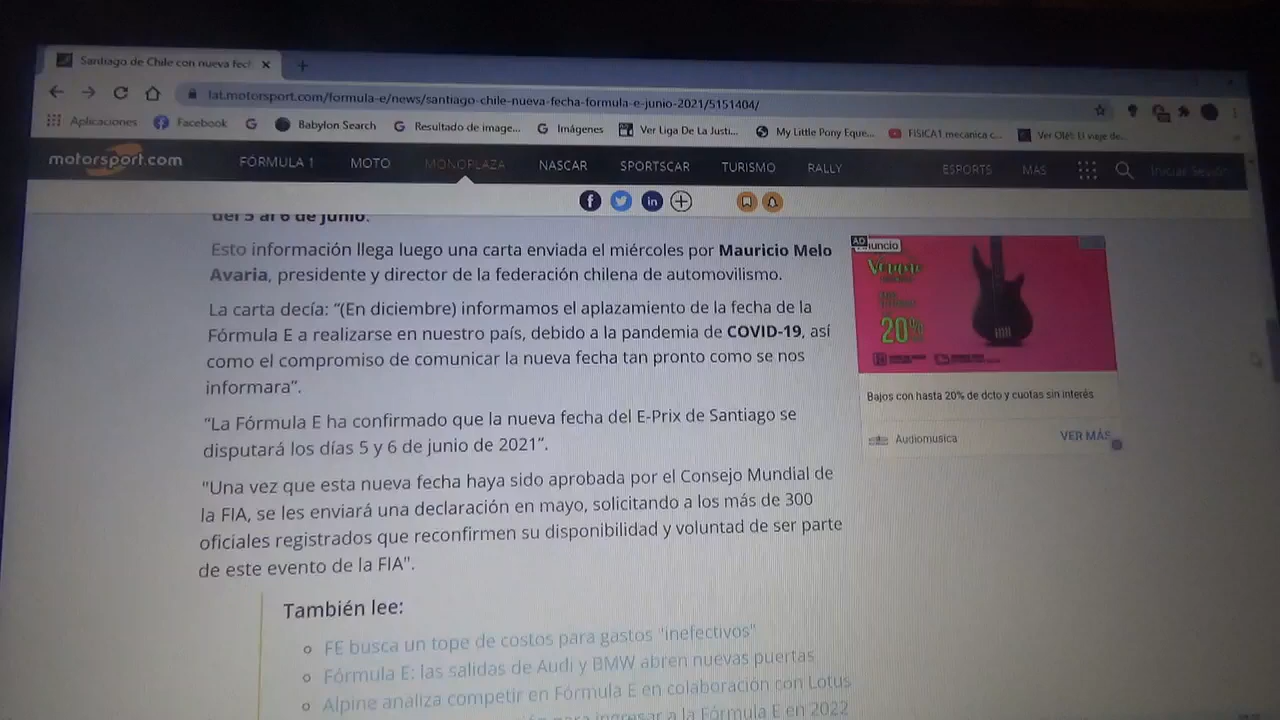 Santiago de Chile con nueva fech
lat.motorsport.com/formula-e/news/santiago-chile-nueva-fecha-formula-e-junio-2021/5151404/
Aplicaciones Facebook Babylon Search Resultado de image... Imágenes Ver Liga De La Justi... My Little Pony Eque... FISICA1 mecanica c...
motorsport.com FÓRMULA 1 MOTO MONOPLAZA NASCAR SPORTSCAR TURISMO RALLY ESPORTS MÁS
del 5 al 6 de junio.
Esto información llega luego una carta enviada el miércoles por Mauricio Melo
Avaria, presidente y director de la federación chilena de automovilismo.
La carta decía: “(En diciembre) informamos el aplazamiento de la fecha de la
Fórmula E a realizarse en nuestro país, debido a la pandemia de COVID-19, así
como el compromiso de comunicar la nueva fecha tan pronto como se nos
informara”.
“La Fórmula E ha confirmado que la nueva fecha del E-Prix de Santiago se
disputará los días 5 y 6 de junio de 2021”.
"Una vez que esta nueva fecha haya sido aprobada por el Consejo Mundial de
la FIA, se les enviará una declaración en mayo, solicitando a los más de 300
oficiales registrados que reconfirmen su disponibilidad y voluntad de ser parte
de este evento de la FIA".
También lee:
FE busca un tope de costos para gastos "inefectivos"
Fórmula E: las salidas de Audi y BMW abren nuevas puertas
Alpine analiza competir en Fórmula E en colaboración con Lotus
ingresar a la Fórmula E en 2022
AD
20%
Bajos con hasta 20% de dcto y cuotas sin interés
Audiomusica VER MÁS